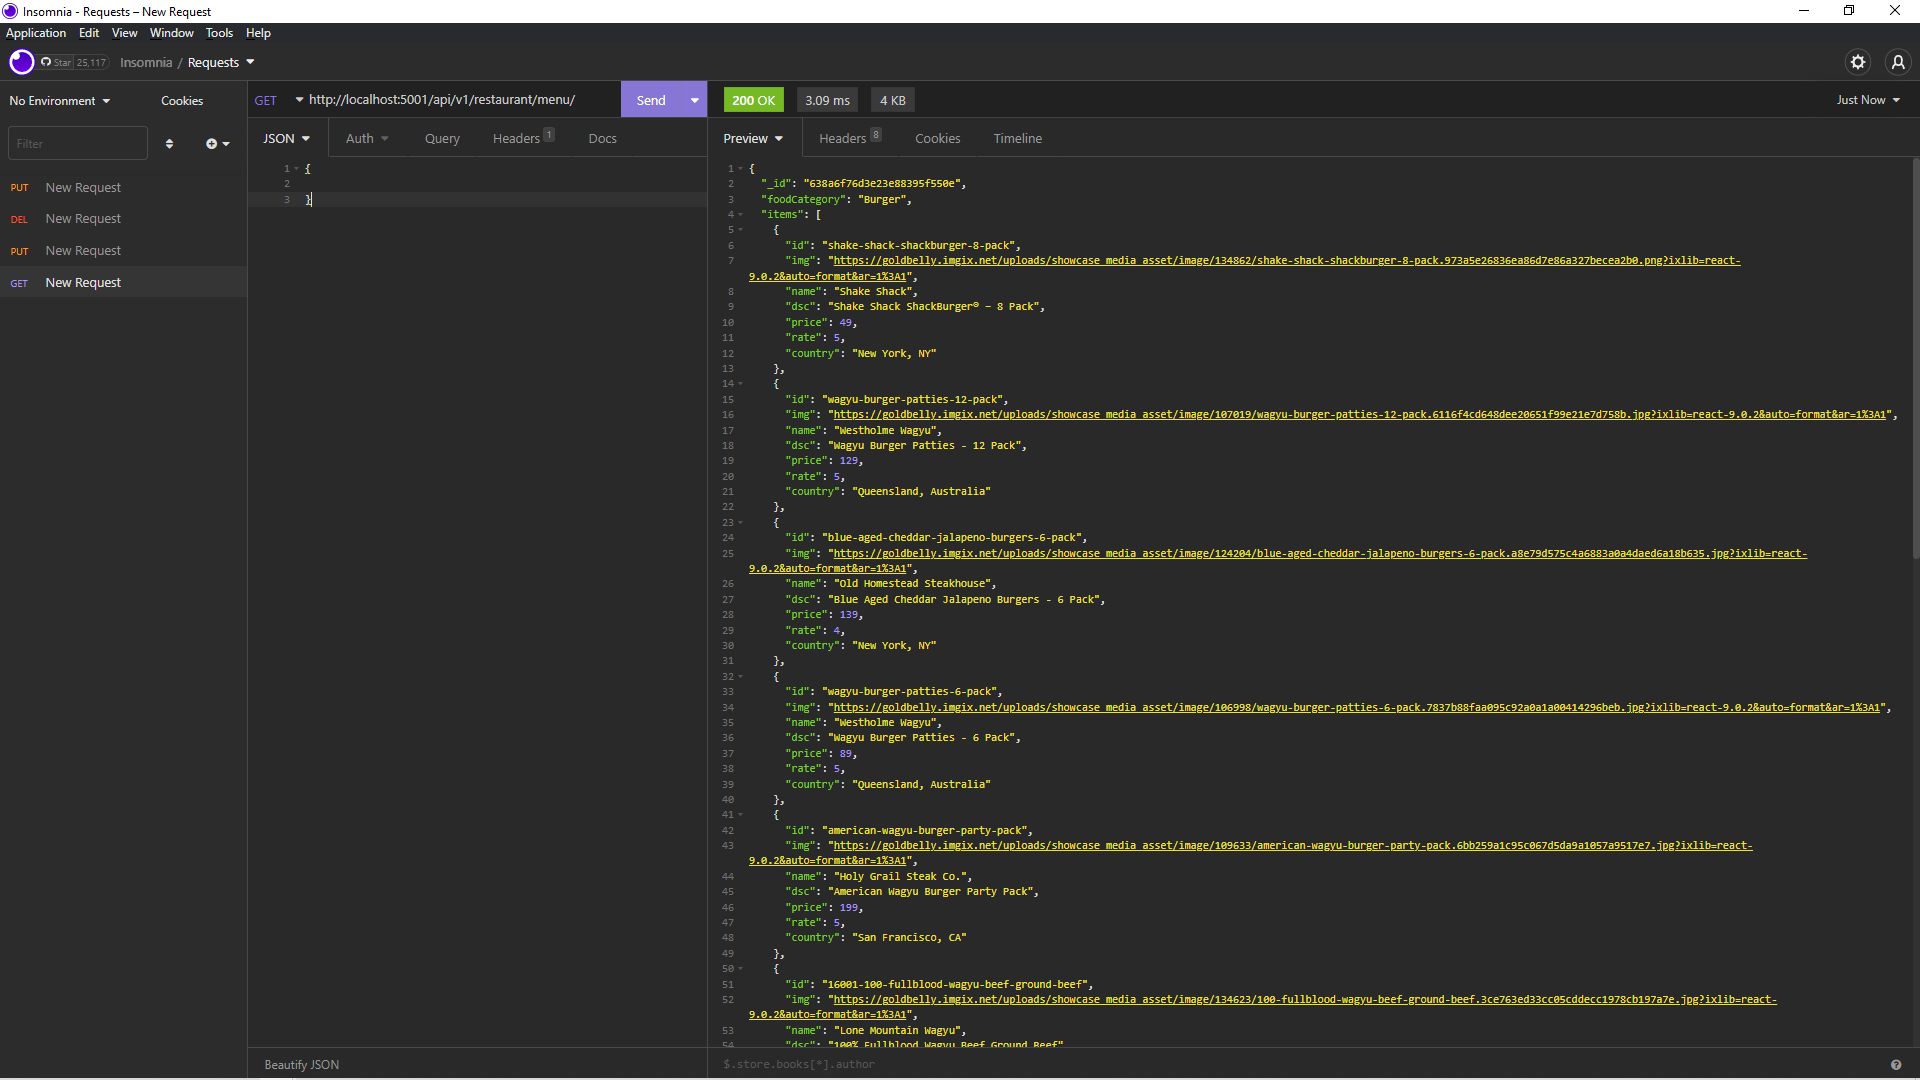 Insomnia - Requests – New Request
Application Edit View Window Tools Help
Star 25,117 Insomnia / Requests
No Environment Cookies
Filter
PUT New Request
DEL New Request
PUT New Request
GET New Request
GET http://localhost:5001/api/v1/restaurant/menu/ Send
JSON Auth Query Headers 1 Docs
1 {
2
3 }
Beautify JSON
200 OK 3.09 ms 4 KB Just Now
Preview Headers 8 Cookies Timeline
1 {
2 "_id": "638a6f76d3e23e88395f550e",
3 "foodCategory": "Burger",
4 "items": [
5 {
6 "id": "shake-shack-shackburger-8-pack",
7 "img": "https://goldbelly.imgix.net/uploads/showcase_media_asset/image/134862/shake-shack-shackburger-8-pack.973a5e26836ea86d7e86a327becea2b0.png?ixlib=react-
9.0.2&auto=format&ar=1%3A1",
8 "name": "Shake Shack",
9 "dsc": "Shake Shack ShackBurger® – 8 Pack",
10 "price": 49,
11 "rate": 5,
12 "country": "New York, NY"
13 },
14 {
15 "id": "wagyu-burger-patties-12-pack",
16 "img": "https://goldbelly.imgix.net/uploads/showcase_media_asset/image/107019/wagyu-burger-patties-12-pack.6116f4cd648dee20651f99e21e7d758b.jpg?ixlib=react-9.0.2&auto=format&ar=1%3A1",
17 "name": "Westholme Wagyu",
18 "dsc": "Wagyu Burger Patties - 12 Pack",
19 "price": 129,
20 "rate": 5,
21 "country": "Queensland, Australia"
22 },
23 {
24 "id": "blue-aged-cheddar-jalapeno-burgers-6-pack",
25 "img": "https://goldbelly.imgix.net/uploads/showcase_media_asset/image/124204/blue-aged-cheddar-jalapeno-burgers-6-pack.a8e79d575c4a6883a0a4daed6a18b635.jpg?ixlib=react-
9.0.2&auto=format&ar=1%3A1",
26 "name": "Old Homestead Steakhouse",
27 "dsc": "Blue Aged Cheddar Jalapeno Burgers - 6 Pack",
28 "price": 139,
29 "rate": 4,
30 "country": "New York, NY"
31 },
32 {
33 "id": "wagyu-burger-patties-6-pack",
34 "img": "https://goldbelly.imgix.net/uploads/showcase_media_asset/image/106998/wagyu-burger-patties-6-pack.7837b88faa095c92a0a1a00414296beb.jpg?ixlib=react-9.0.2&auto=format&ar=1%3A1",
35 "name": "Westholme Wagyu",
36 "dsc": "Wagyu Burger Patties - 6 Pack",
37 "price": 89,
38 "rate": 5,
39 "country": "Queensland, Australia"
40 },
41 {
42 "id": "american-wagyu-burger-party-pack",
43 "img": "https://goldbelly.imgix.net/uploads/showcase_media_asset/image/109633/american-wagyu-burger-party-pack.6bb259a1c95c067d5da9a1057a9517e7.jpg?ixlib=react-
9.0.2&auto=format&ar=1%3A1",
44 "name": "Holy Grail Steak Co.",
45 "dsc": "American Wagyu Burger Party Pack",
46 "price": 199,
47 "rate": 5,
48 "country": "San Francisco, CA"
49 },
50 {
51 "id": "16001-100-fullblood-wagyu-beef-ground-beef",
52 "img": "https://goldbelly.imgix.net/uploads/showcase_media_asset/image/134623/100-fullblood-wagyu-beef-ground-beef.3ce763ed33cc05cddecc1978cb197a7e.jpg?ixlib=react-
9.0.2&auto=format&ar=1%3A1",
53 "name": "Lone Mountain Wagyu",
54 "dsc": "100% Fullblood Wagyu Beef Ground Beef"
$.store.books[*].author